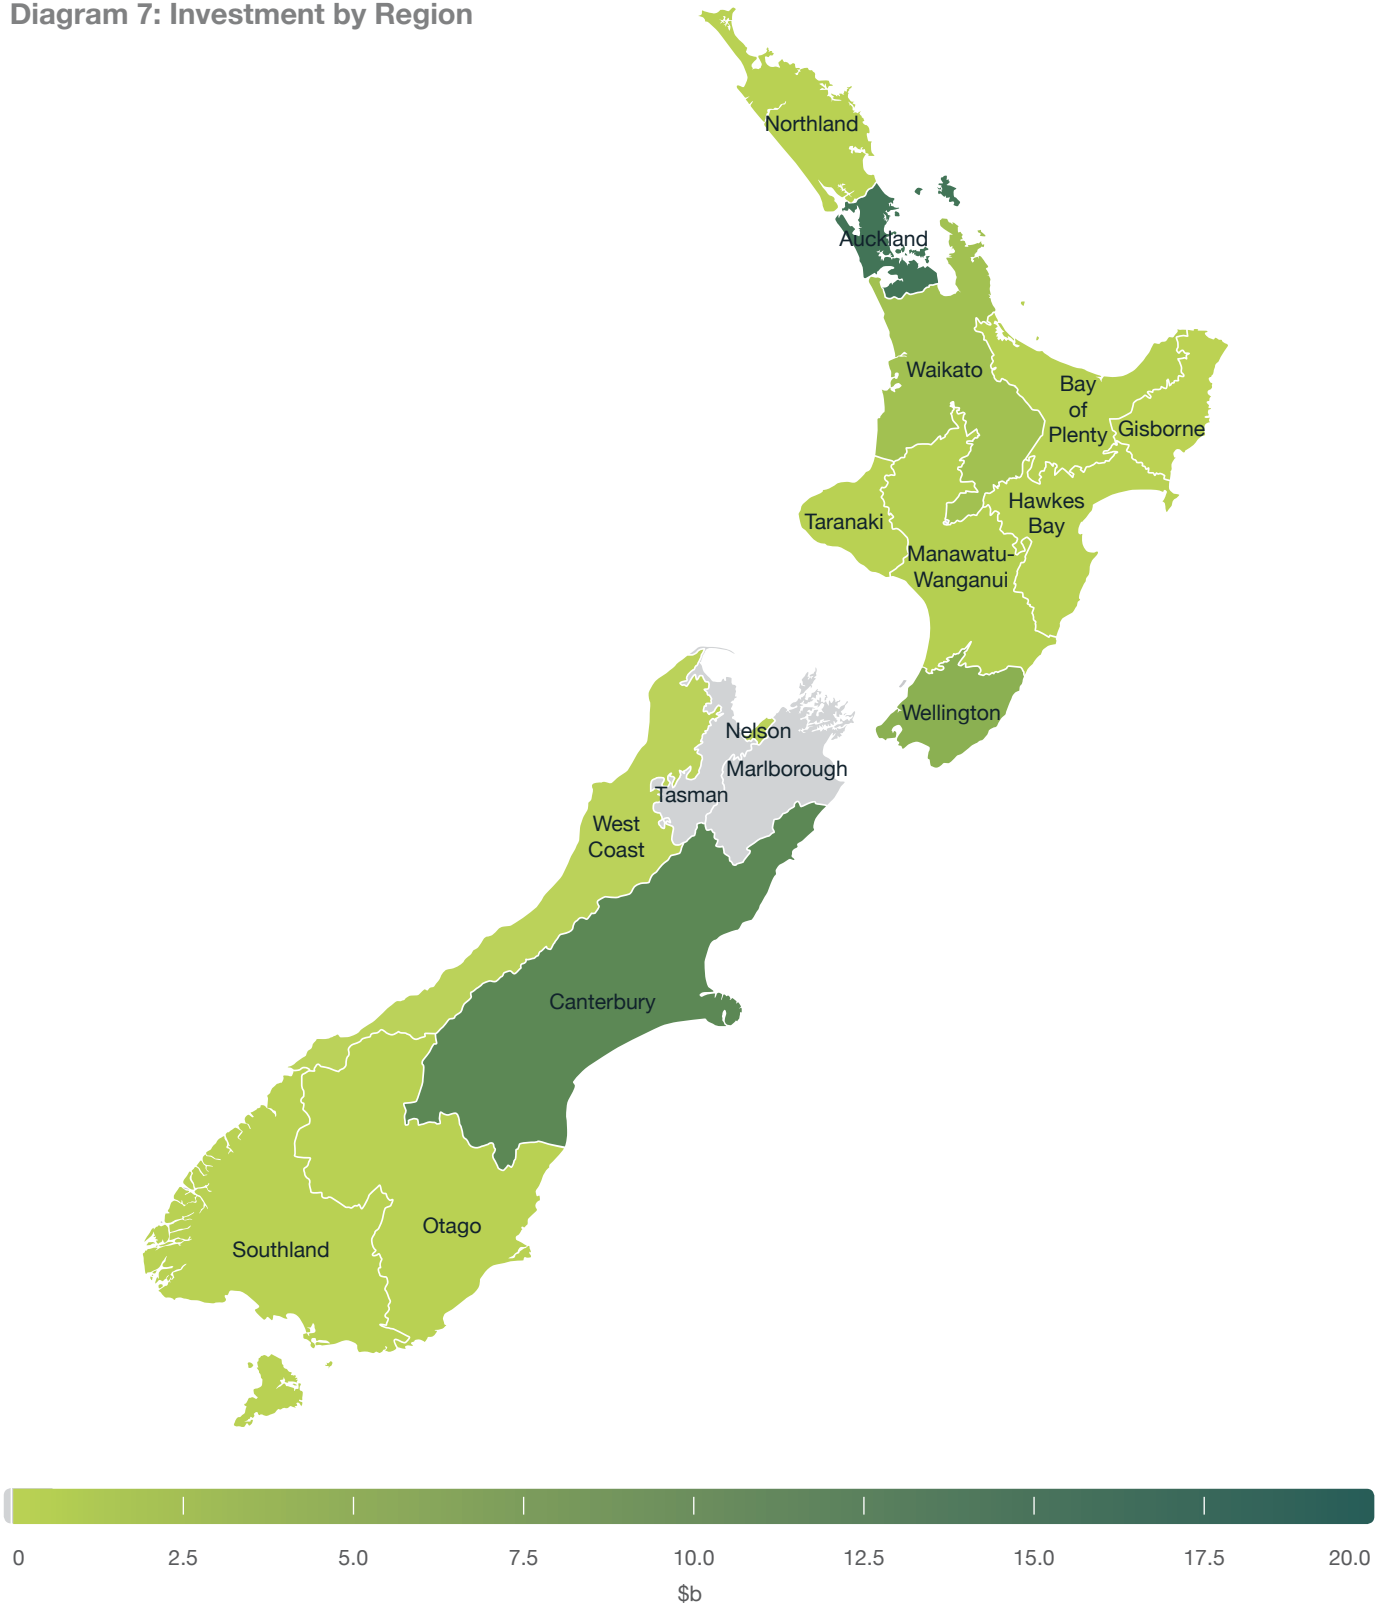 Diagram 7: Investment by Region
Northland
Auckland
Waikato
Bay
of
Plenty
Gisborne
Hawkes
Bay
Taranaki
Manawatu-
Wanganui
Wellington
Nelson
Marlborough
Tasman
West
Coast
Canterbury
Otago
Southland
0 2.5 5.0 7.5 10.0 12.5 15.0 17.5 20.0
$b